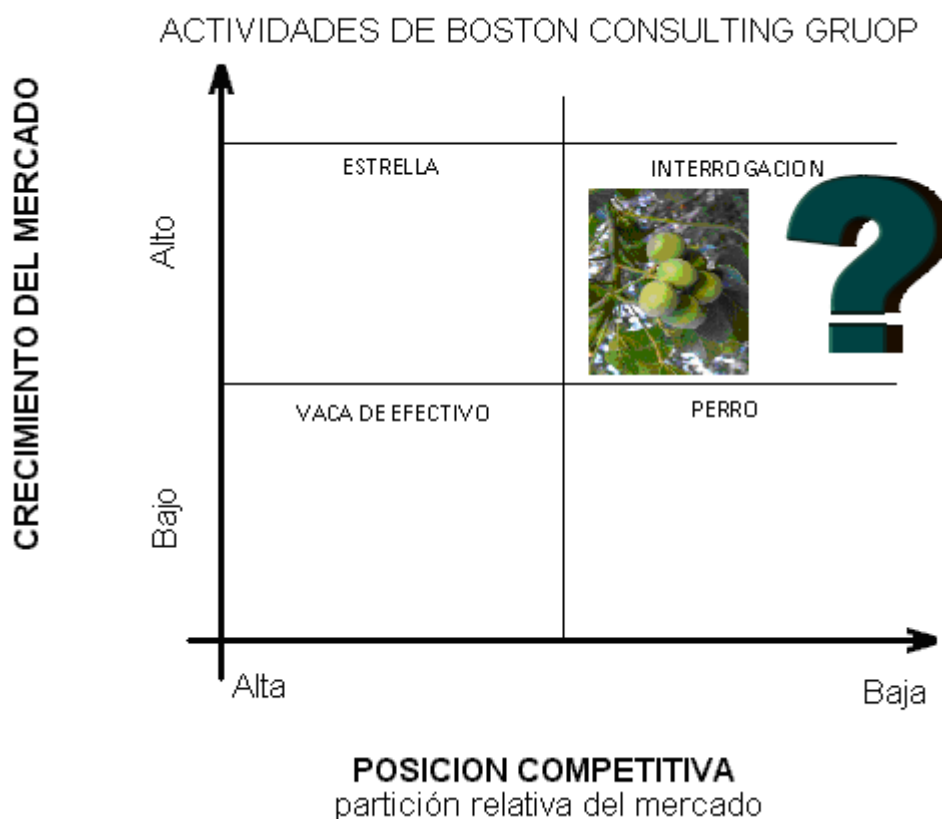 ACTIVIDADES DE BOSTON CONSULTING GRUOP
CRECIMIENTO DEL MERCADO
Alto
Bajo
ESTRELLA
INTERROGACION
?
VACA DE EFECTIVO
PERRO
Alta
Baja
POSICION COMPETITIVA
partición relativa del mercado